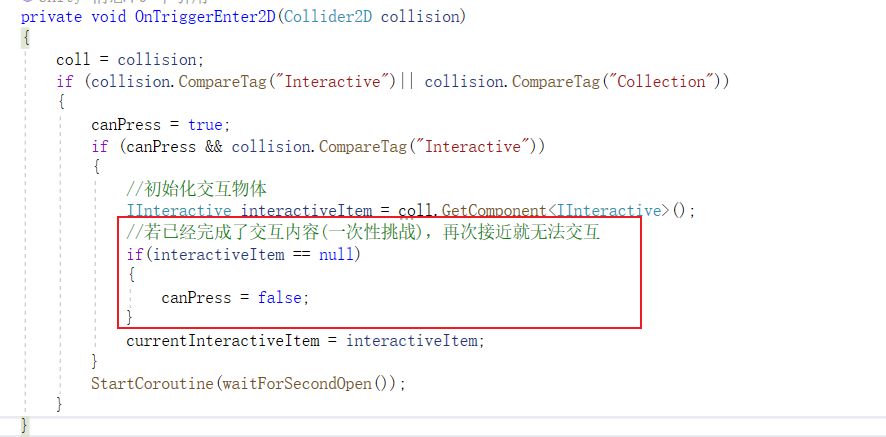 private void OnTriggerEnter2D(Collider2D collision)
{
coll = collision;
if (collision.CompareTag("Interactive")|| collision.CompareTag("Collection"))
{
canPress = true;
if (canPress && collision.CompareTag("Interactive"))
{
//初始化交互物体
IInteractive interactiveItem = coll.GetComponent<IInteractive>();
//若已经完成了交互内容(一次性挑战), 再次接近就无法交互
if(interactiveItem == null)
{
canPress = false;
}
currentInteractiveItem = interactiveItem;
}
StartCoroutine(waitForSecondOpen());
}
}